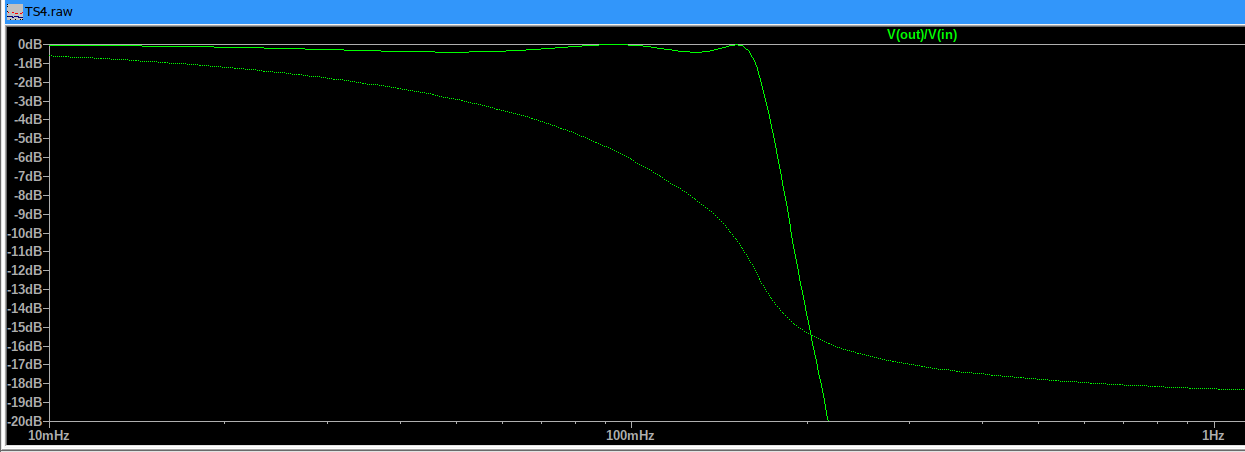 TS4.raw
V(out)/V(in)
0dB
-1dB
-2dB
-3dB
-4dB
-5dB
-6dB
-7dB
-8dB
-9dB
-10dB
-11dB
-12dB
-13dB
-14dB
-15dB
-16dB
-17dB
-18dB
-19dB
-20dB
10mHz 100mHz 1Hz